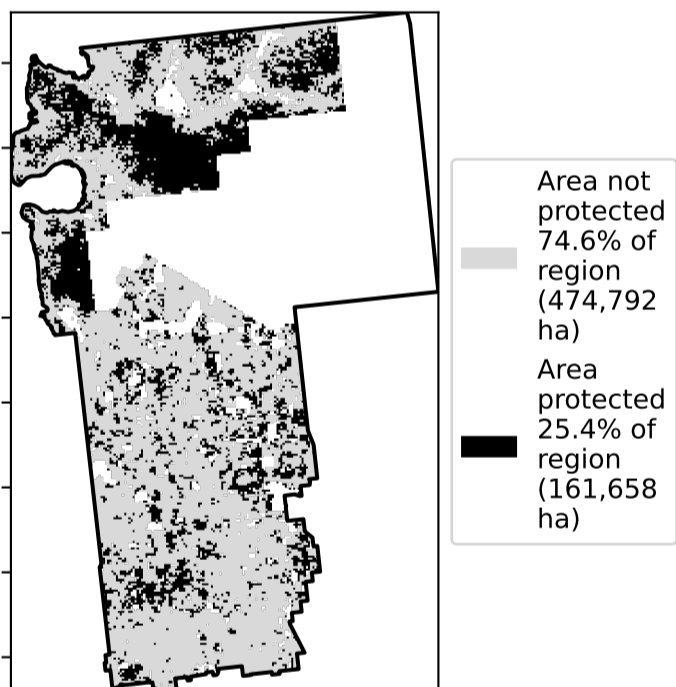 Area not
protected
74.6% of
region
(474,792
ha)
Area
protected
25.4% of
region
(161,658
ha)